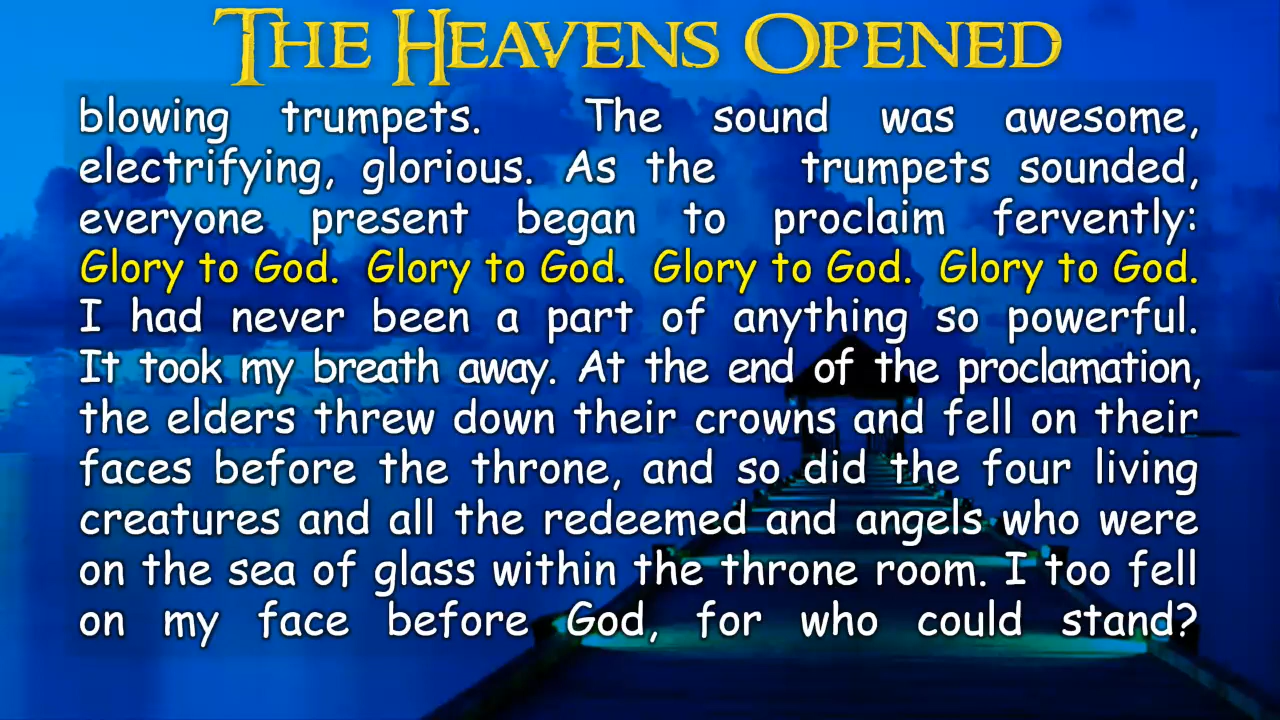 THE HEAVENS OPENED
blowing trumpets. The sound was awesome,
electrifying, glorious. As the trumpets sounded,
everyone present began to proclaim fervently:
Glory to God. Glory to God. Glory to God. Glory to God.
I had never been a part of anything so powerful.
It took my breath away. At the end of the proclamation,
the elders threw down their crowns and fell on their
faces before the throne, and so did the four living
creatures and all the redeemed and angels who were
on the sea of glass within the throne room. I too fell
on my face before God, for who could stand?